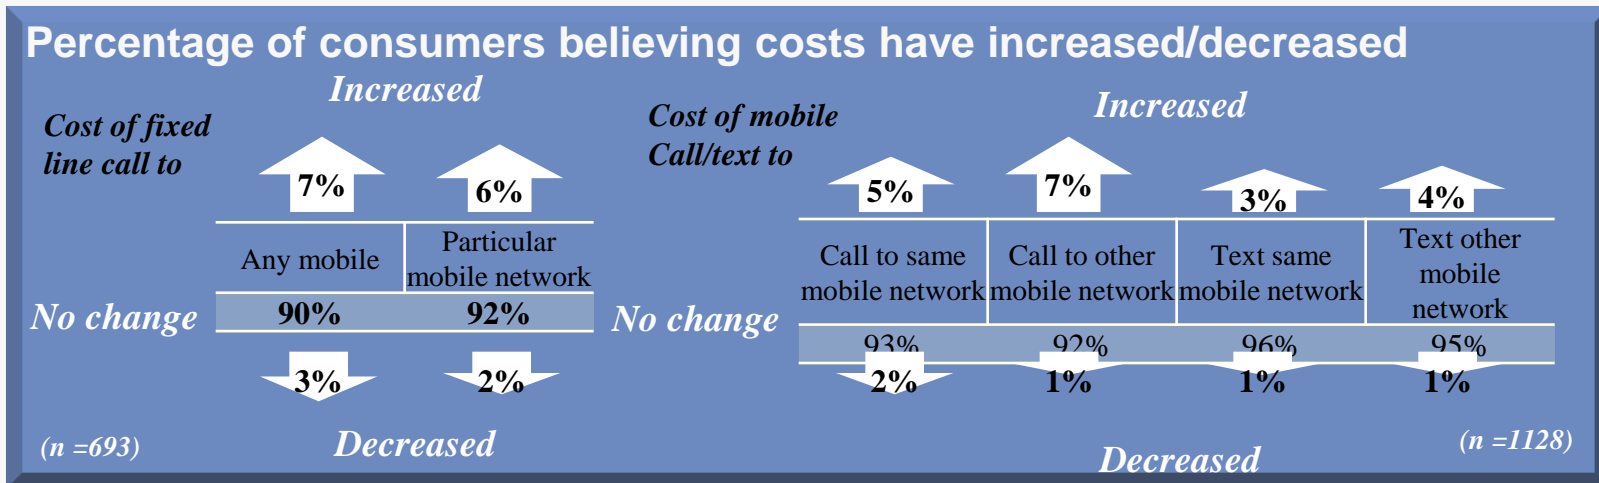 Percentage of consumers believing costs have increased/decreased
Increased
Cost of fixed
line call to
7%
6%
Any mobile
Particular
mobile network
No change
90%
92%
3%
2%
Decreased
(n =693)
Increased
Cost of mobile
Call/text to
5%
7%
3%
4%
Call to same
mobile network
Call to other
mobile network
Text same
mobile network
Text other
mobile
network
No change
93%
92%
96%
95%
2%
1%
1%
1%
Decreased
(n =1128)